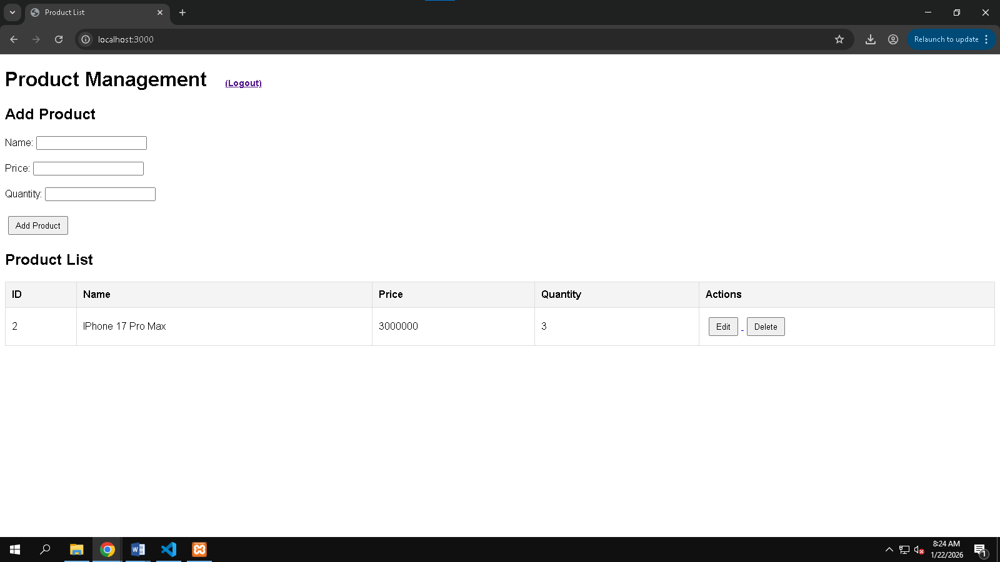 Product List
localhost:3000
Relaunch to update
Product Management (Logout)
Add Product
Name:
Price:
Quantity:
Add Product
Product List
ID Name Price Quantity Actions
2 IPhone 17 Pro Max 3000000 3 Edit - Delete
8:24 AM
1/22/2026
1